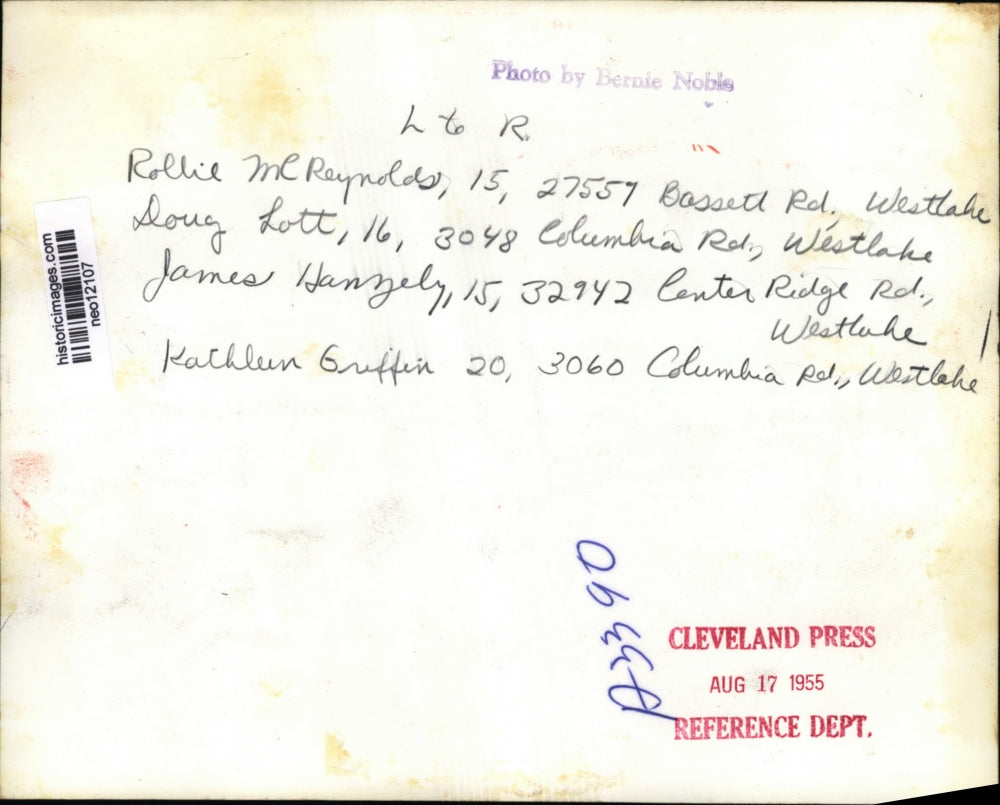 Photo by Bernie Noble
L to R.
Rollie McReynolds, 15, 27557 Bassett Rd., Westlake
Doug Lott, 16, 3048 Columbia Rd., Westlake
James Hanzely, 15, 32942 Center Ridge Rd.,
Westlake
Kathleen Griffin 20, 3060 Columbia Rd., Westlake
historicimages.com
neo12107
CLEVELAND PRESS
AUG 17 1955
REFERENCE DEPT.